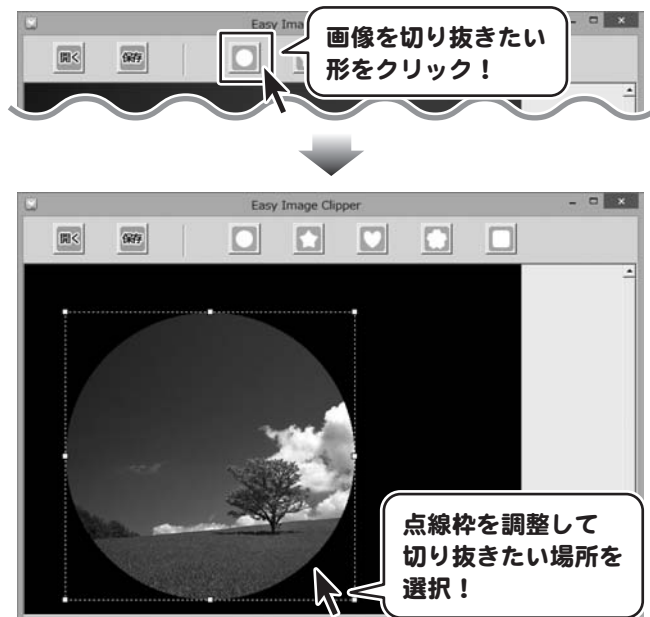 Easy Ima
開く
保存
画像を切り抜きたい
形をクリック！
Easy Image Clipper
開く
保存
点線枠を調整して
切り抜きたい場所を
選択！